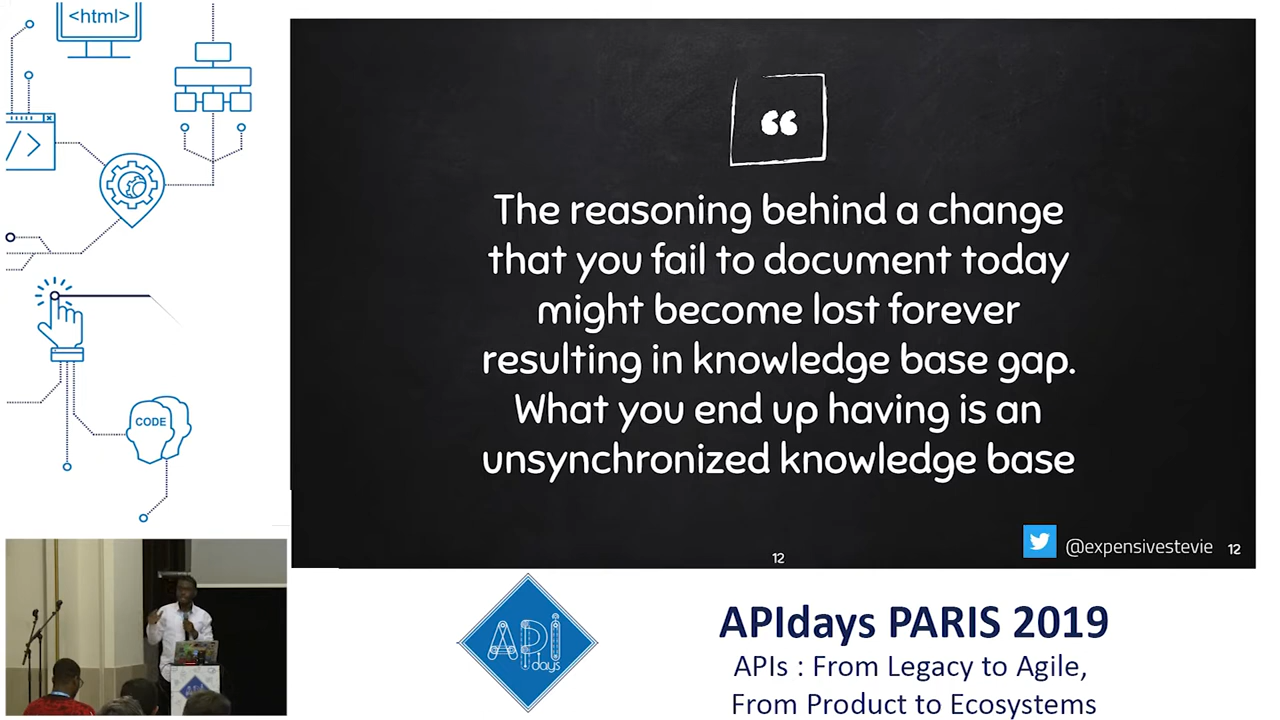 <html>
</>
CODE
“
The reasoning behind a change
that you fail to document today
might become lost forever
resulting in knowledge base gap.
What you end up having is an
unsynchronized knowledge base
12
@expensivestevie 12
API
days
APIdays PARIS 2019
APIs : From Legacy to Agile,
From Product to Ecosystems